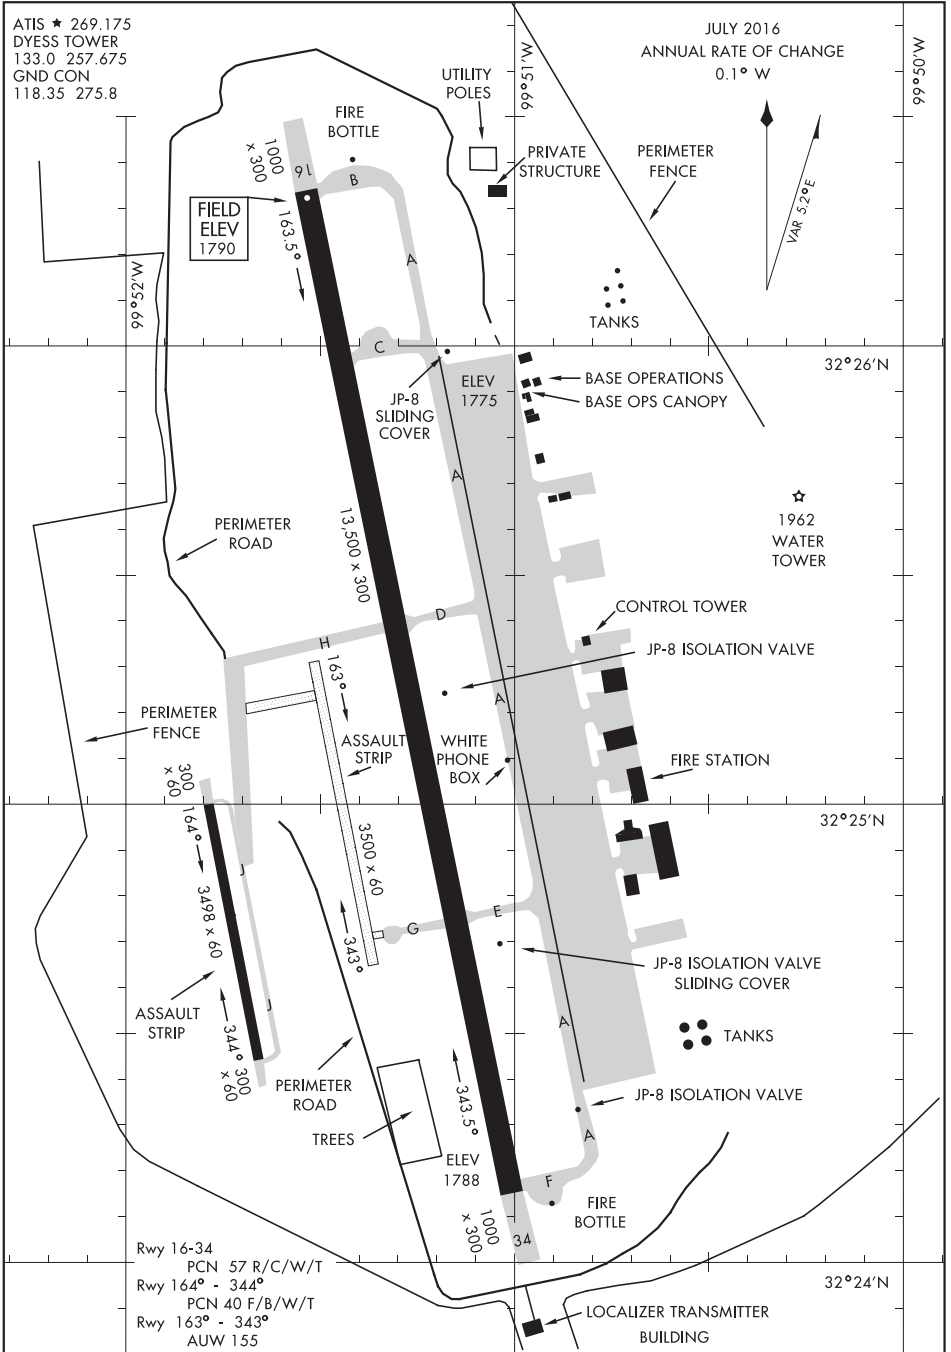 ATIS ★ 269.175
DYESS TOWER
133.0 257.675
GND CON
118.35 275.8
JULY 2016
ANNUAL RATE OF CHANGE
0.1° W
99°51'W
99°50'W
UTILITY
POLES
FIRE
BOTTLE
1000
x 300
16
B
PRIVATE
STRUCTURE
PERIMETER
FENCE
VAR 5.2°E
FIELD
ELEV
1790
163.5°
A
99°52'W
TANKS
C
32°26'N
ELEV
1775
BASE OPERATIONS
BASE OPS CANOPY
JP-8
SLIDING
COVER
A
13,500 x 300
PERIMETER
ROAD
1962
WATER
TOWER
CONTROL TOWER
D
H
JP-8 ISOLATION VALVE
163°
A
PERIMETER
FENCE
ASSAULT
STRIP
WHITE
PHONE
BOX
FIRE STATION
300
x 60
32°25'N
164°
3500 x 60
J
3498 x 60
E
G
343°
JP-8 ISOLATION VALVE
SLIDING COVER
ASSAULT
STRIP
J
A
TANKS
344°
300
x 60
PERIMETER
ROAD
343.5°
JP-8 ISOLATION VALVE
TREES
A
ELEV
1788
F
FIRE
BOTTLE
1000
x 300
34
Rwy 16-34
PCN 57 R/C/W/T
Rwy 164° - 344°
PCN 40 F/B/W/T
Rwy 163° - 343°
AUW 155
32°24'N
LOCALIZER TRANSMITTER
BUILDING